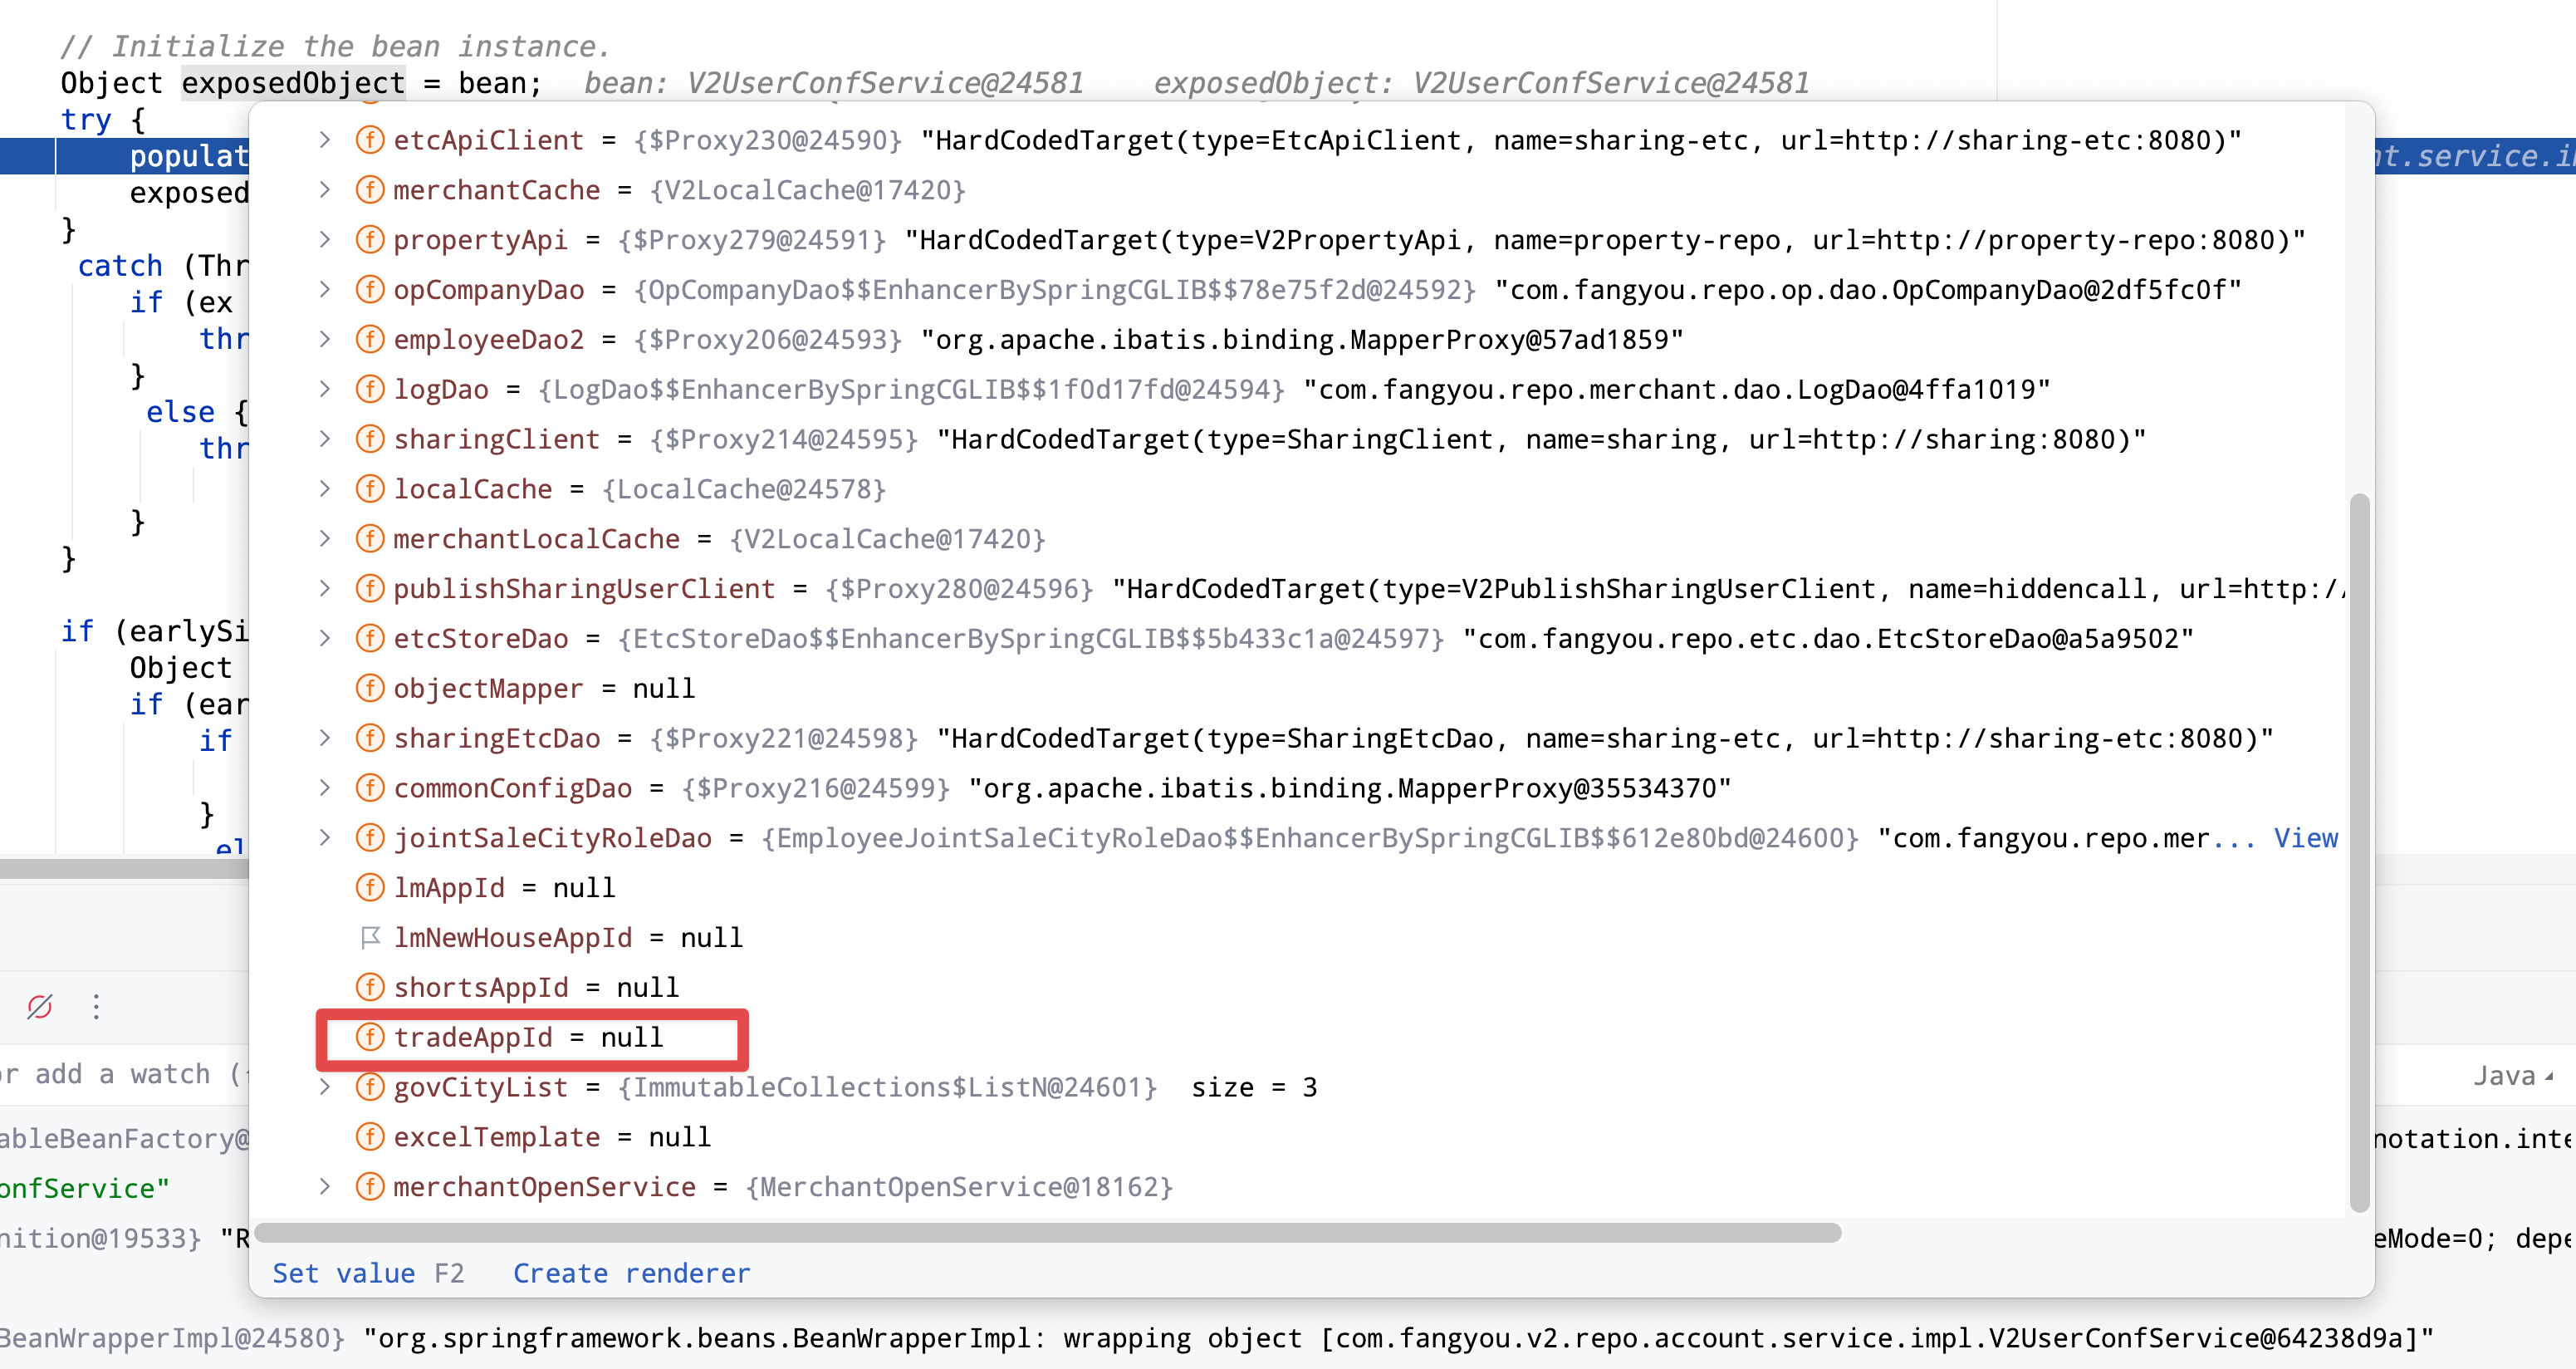 // Initialize the bean instance.
Object exposedObject = bean;  bean: V2UserConfService@24581    exposedObject: V2UserConfService@24581
try {
etcApiClient = {$Proxy230@24590} "HardCodedTarget(type=EtcApiClient, name=sharing-etc, url=http://sharing-etc:8080)"
populat
merchantCache = {V2LocalCache@17420}
exposed
propertyApi = {$Proxy279@24591} "HardCodedTarget(type=V2PropertyApi, name=property-repo, url=http://property-repo:8080)"
}
catch (Thr
opCompanyDao = {OpCompanyDao$$EnhancerBySpringCGLIB$$78e75f2d@24592} "com.fangyou.repo.op.dao.OpCompanyDao@2df5fc0f"
if (ex
employeeDao2 = {$Proxy206@24593} "org.apache.ibatis.binding.MapperProxy@57ad1859"
thr
}
logDao = {LogDao$$EnhancerBySpringCGLIB$$1f0d17fd@24594} "com.fangyou.repo.merchant.dao.LogDao@4ffa1019"
else {
sharingClient = {$Proxy214@24595} "HardCodedTarget(type=SharingClient, name=sharing, url=http://sharing:8080)"
thr
localCache = {LocalCache@24578}
}
merchantLocalCache = {V2LocalCache@17420}
}
publishSharingUserClient = {$Proxy280@24596} "HardCodedTarget(type=V2PublishSharingUserClient, name=hiddencall, url=http:/
if (earlySi
etcStoreDao = {EtcStoreDao$$EnhancerBySpringCGLIB$$5b433c1a@24597} "com.fangyou.repo.etc.dao.EtcStoreDao@a5a9502"
Object
objectMapper = null
if (ear
sharingEtcDao = {$Proxy221@24598} "HardCodedTarget(type=SharingEtcDao, name=sharing-etc, url=http://sharing-etc:8080)"
if
commonConfigDao = {$Proxy216@24599} "org.apache.ibatis.binding.MapperProxy@35534370"
}
jointSaleCityRoleDao = {EmployeeJointSaleCityRoleDao$$EnhancerBySpringCGLIB$$612e80bd@24600} "com.fangyou.repo.mer... View
el
lmAppId = null
lmNewHouseAppId = null
shortsAppId = null
tradeAppId = null
or add a watch (
Java
govCityList = {ImmutableCollections$ListN@24601}  size = 3
ableBeanFactory@
excelTemplate = null
notation.inte
onfService"
merchantOpenService = {MerchantOpenService@18162}
nition@19533} "R
eMode=0; depe
Set value F2   Create renderer
BeanWrapperImpl@24580} "org.springframework.beans.BeanWrapperImpl: wrapping object [com.fangyou.v2.repo.account.service.impl.V2UserConfService@64238d9a]"